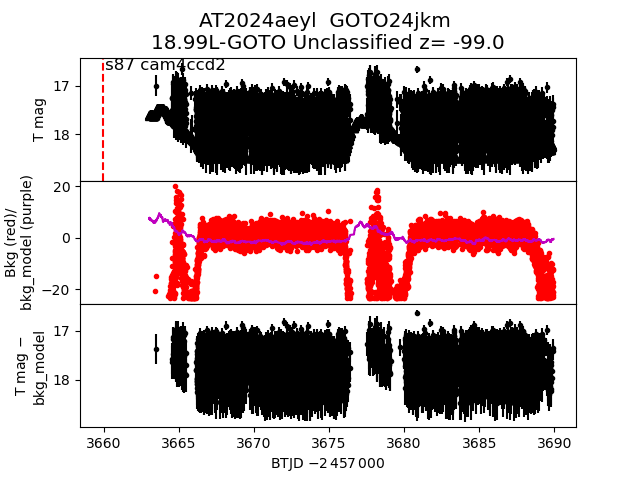 AT2024aeyl  GOTO24jkm
18.99L-GOTO Unclassified z= -99.0
s87 cam4ccd2
T mag
17
18
Bkg (red)/
bkg_model (purple)
20
0
−20
T mag −
bkg_model
17
18
3660 3665 3670 3675 3680 3685 3690
BTJD −2 457 000